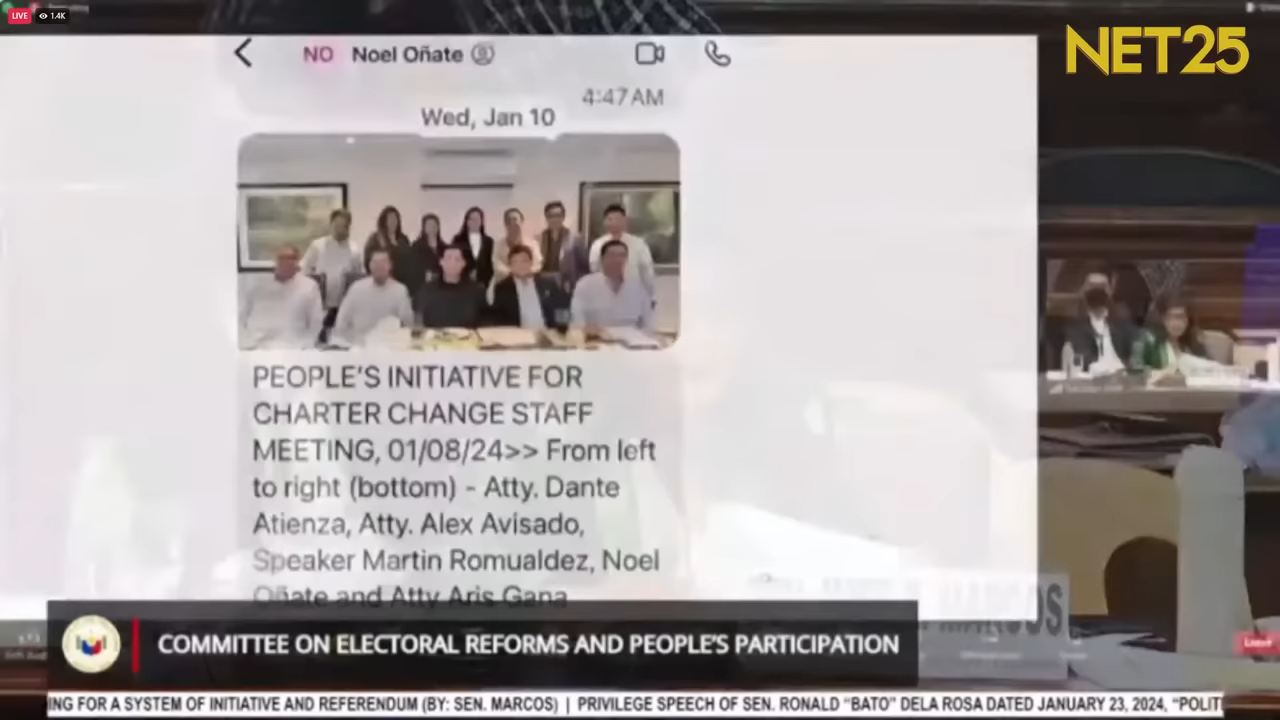 LIVE 1.4K
NET25
NO Noel Oñate
4:47AM
Wed, Jan 10
PEOPLE'S INITIATIVE FOR
CHARTER CHANGE STAFF
MEETING, 01/08/24>> From left
to right (bottom) - Atty. Dante
Atienza, Atty. Alex Avisado,
Speaker Martin Romualdez, Noel
Oñate and Atty Aris Gana
MARCOS
Leave
COMMITTEE ON ELECTORAL REFORMS AND PEOPLE'S PARTICIPATION
ING FOR A SYSTEM OF INITIATIVE AND REFERENDUM (BY: SEN. MARCOS) | PRIVILEGE SPEECH OF SEN. RONALD “BATO” DELA ROSA DATED JANUARY 23, 2024, “POLIT